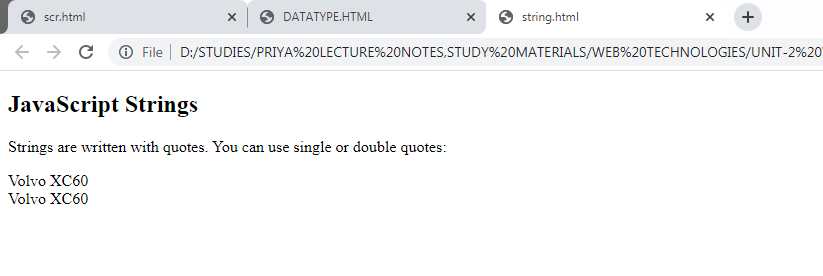 scr.html
DATATYPE.HTML
string.html
File
D:/STUDIES/PRIYA%20LECTURE%20NOTES,STUDY%20MATERIALS/WEB%20TECHNOLOGIES/UNIT-2%20
JavaScript Strings
Strings are written with quotes. You can use single or double quotes:
Volvo XC60
Volvo XC60